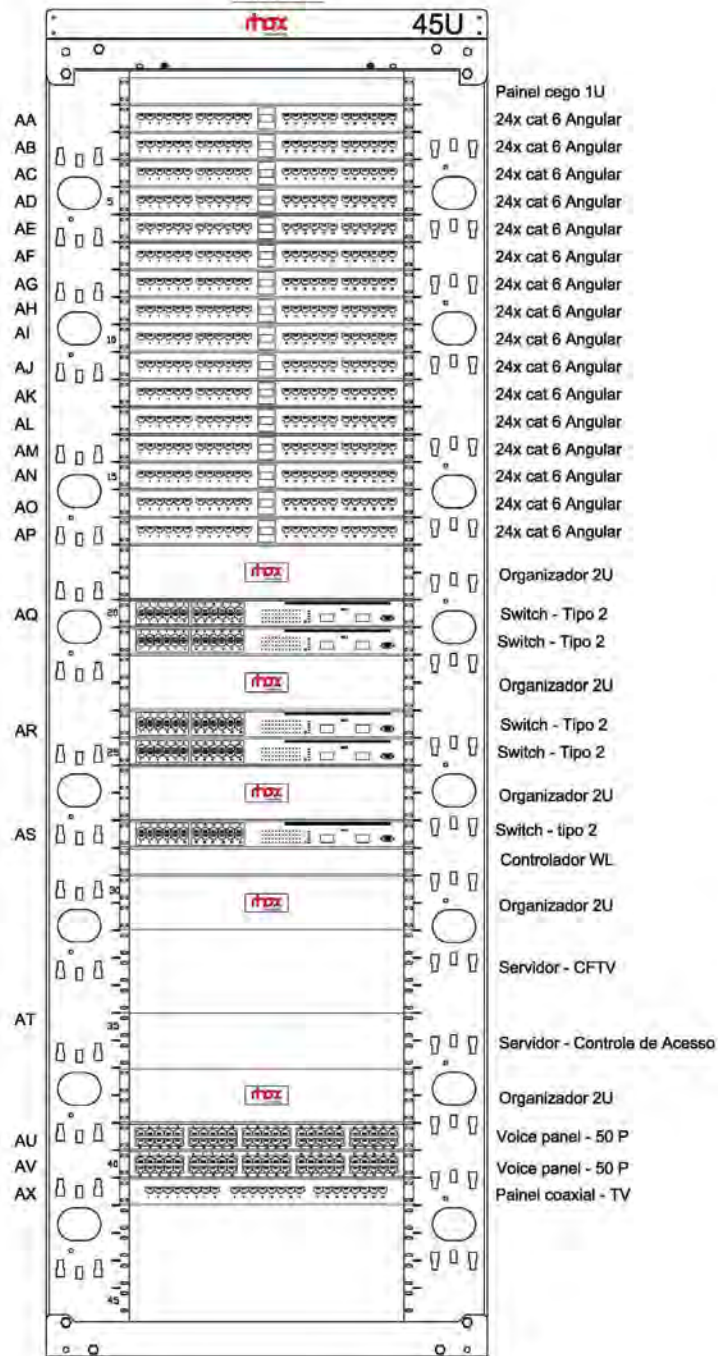 rhox 45U
Painel cego 1U
AA 24x cat 6 Angular
AB 24x cat 6 Angular
AC 24x cat 6 Angular
AD 5 24x cat 6 Angular
AE 24x cat 6 Angular
AF 24x cat 6 Angular
AG 24x cat 6 Angular
AH 24x cat 6 Angular
AI 10 24x cat 6 Angular
AJ 24x cat 6 Angular
AK 24x cat 6 Angular
AL 24x cat 6 Angular
AM 24x cat 6 Angular
AN 15 24x cat 6 Angular
AO 24x cat 6 Angular
AP 24x cat 6 Angular
rhox Organizador 2U
AQ 20 Switch - Tipo 2
Switch - Tipo 2
rhox Organizador 2U
AR Switch - Tipo 2
25 Switch - Tipo 2
rhox Organizador 2U
AS Switch - tipo 2
Controlador WL
30 rhox Organizador 2U
Servidor - CFTV
AT 35
Servidor - Controle de Acesso
rhox Organizador 2U
AU Voice panel - 50 P
AV 40 Voice panel - 50 P
AX Painel coaxial - TV
45